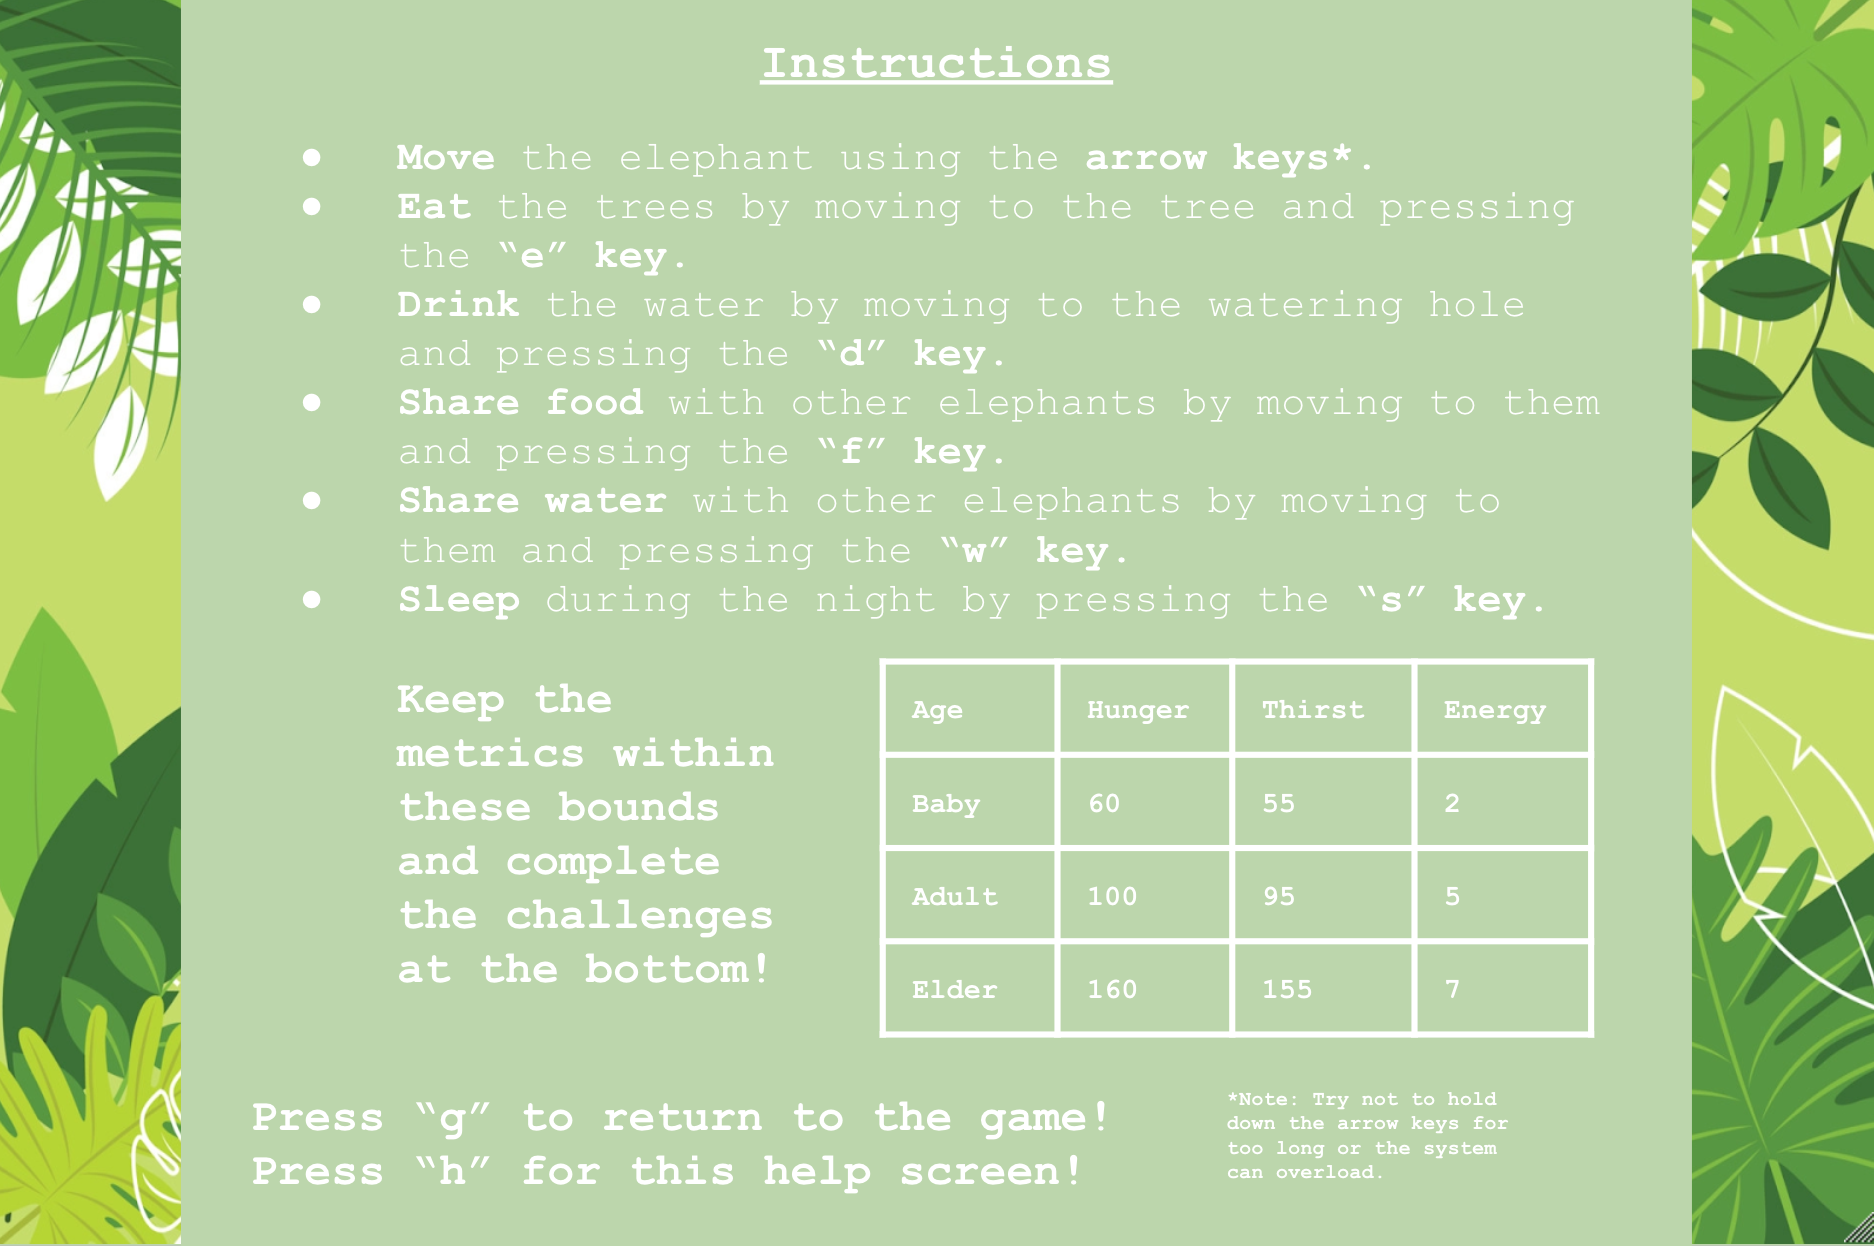 Instructions
● Move the elephant using the arrow keys*.
● Eat the trees by moving to the tree and pressing
the “e” key.
● Drink the water by moving to the watering hole
and pressing the “d” key.
● Share food with other elephants by moving to them
and pressing the “f” key.
● Share water with other elephants by moving to
them and pressing the “w” key.
● Sleep during the night by pressing the “s” key.
Keep the
metrics within
these bounds
and complete
the challenges
at the bottom!
Age Hunger Thirst Energy
Baby 60 55 2
Adult 100 95 5
Elder 160 155 7
Press “g” to return to the game!
Press “h” for this help screen!
*Note: Try not to hold
down the arrow keys for
too long or the system
can overload.